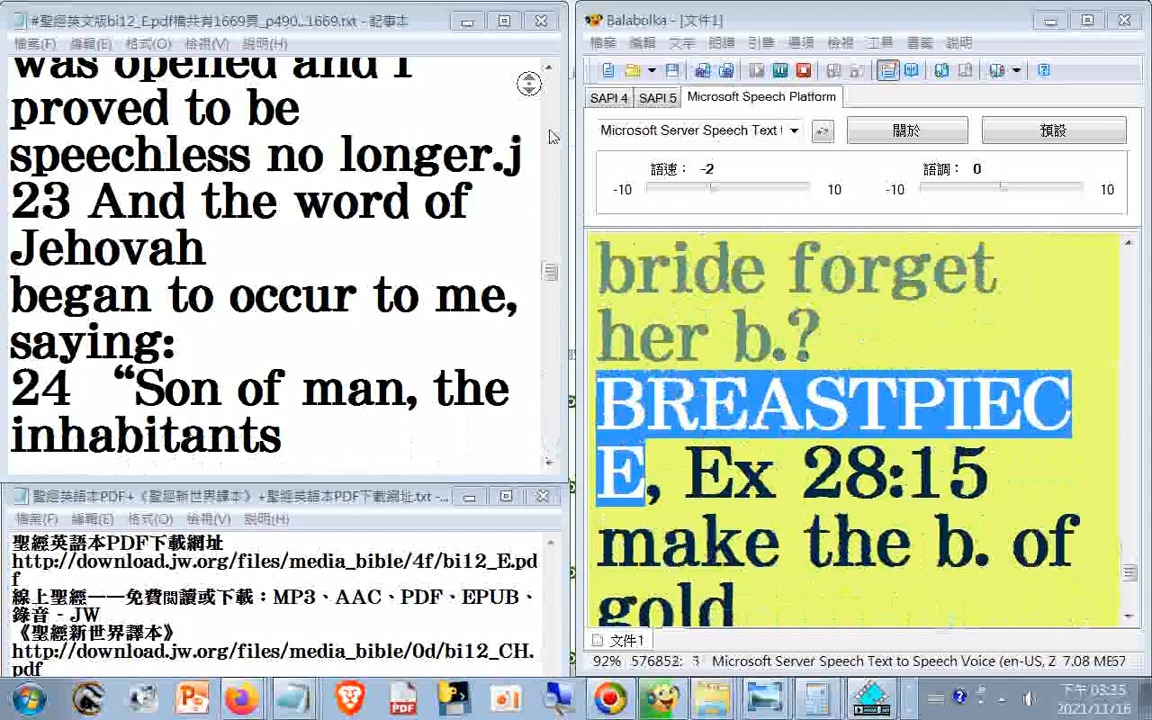 #聖經英文版bi12_E.pdf檔共有1669頁_p490...1669.txt - 記事本
檔案(F) 編輯(E) 格式(O) 檢視(V) 說明(H)
was opened and I
proved to be
speechless no longer.j
23 And the word of
Jehovah
began to occur to me,
saying:
24 “Son of man, the
inhabitants
聖經英語本PDF+《聖經新世界譯本》+聖經英語本PDF下載網址.txt -...
檔案(F) 編輯(E) 格式(O) 檢視(V) 說明(H)
聖經英語本PDF下載網址
http://download.jw.org/files/media_bible/4f/bi12_E.pd
f
線上聖經——免費閱讀或下載：MP3、AAC、PDF、EPUB、
錄音 - JW
《聖經新世界譯本》
http://download.jw.org/files/media_bible/0d/bi12_CH.
pdf
Balabolka - [文件1]
檔案 編輯 文字 朗讀 引擎 選項 檢視 工具 書籤 說明
SAPI 4 SAPI 5 Microsoft Speech Platform
Microsoft Server Speech Text 關於 預設
語速： -2 語調： 0
-10 10 -10 10
bride forget
her b.?
BREASTPIEC
E, Ex 28:15
make the b. of
gold
文件1
92% 576852: 3 Microsoft Server Speech Text to Speech Voice (en-US, Z 7.08 ME
下午 03:35
2021/11/16